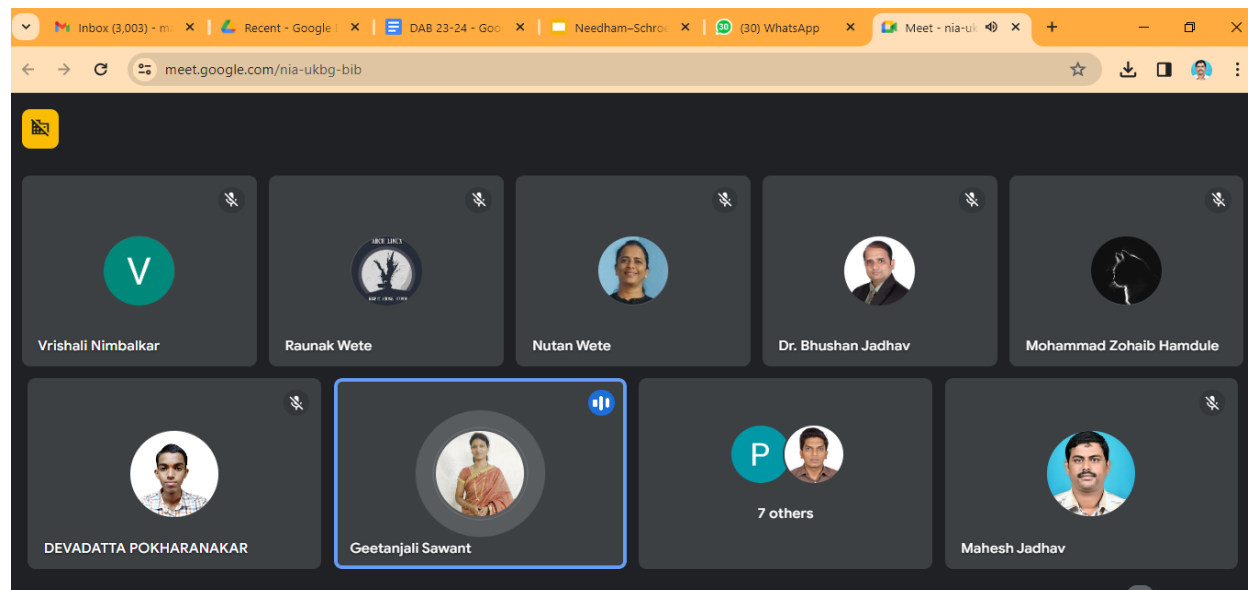 Inbox (3,003) - m
Recent - Google
DAB 23-24 - Goo
Needham–Schro
(30) WhatsApp
Meet - nia-uk
meet.google.com/nia-ukbg-bib
V
Vrishali Nimbalkar
Raunak Wete
Nutan Wete
Dr. Bhushan Jadhav
Mohammad Zohaib Hamdule
DEVADATTA POKHARANAKAR
Geetanjali Sawant
P
7 others
Mahesh Jadhav